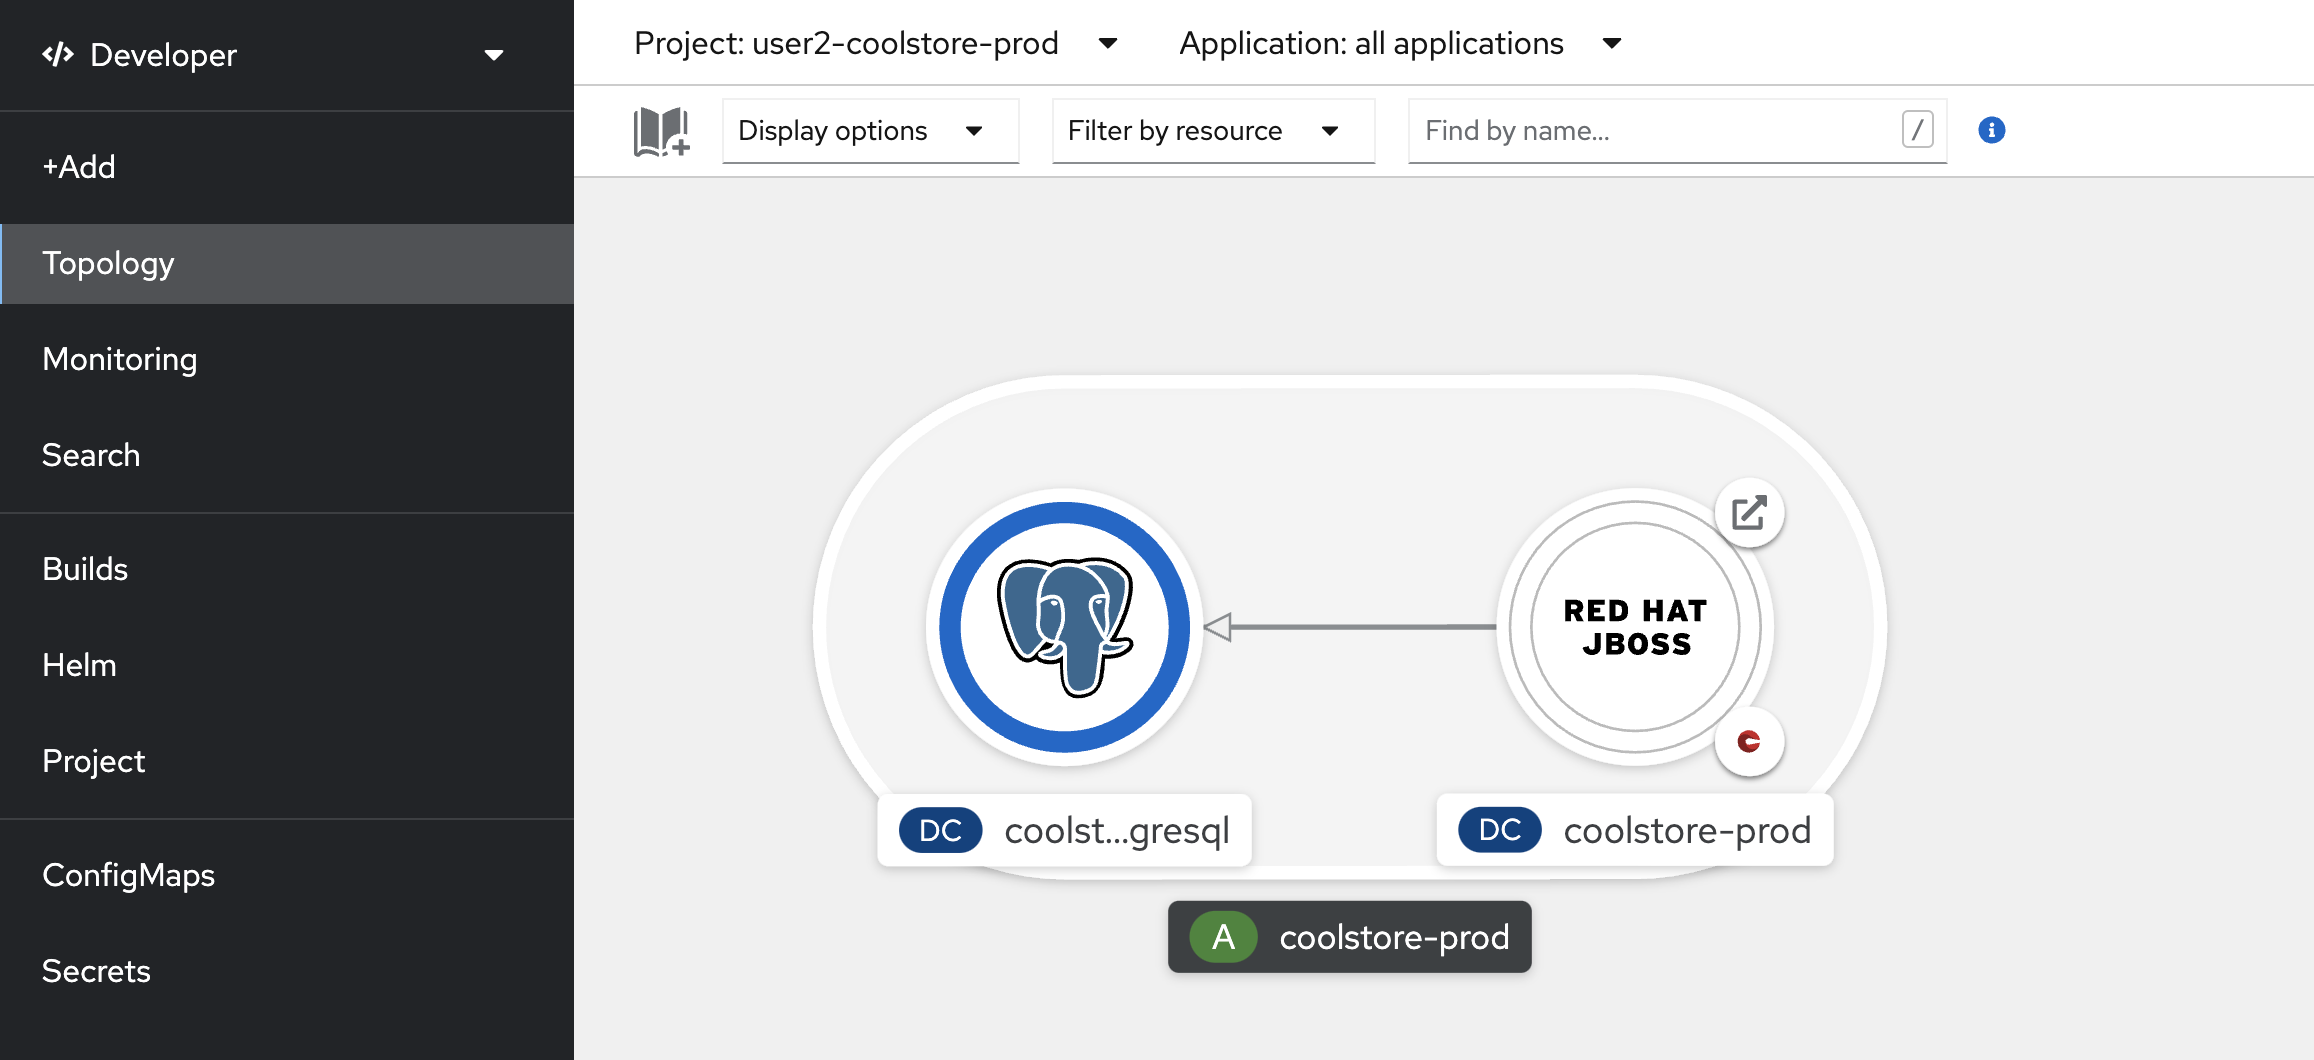 Developer
+Add
Topology
Monitoring
Search
Builds
Helm
Project
ConfigMaps
Secrets
Project: user2-coolstore-prod
Application: all applications
Display options
Filter by resource
Find by name...
/
i
RED HAT
JBOSS
DC coolst...gresql
DC coolstore-prod
A coolstore-prod